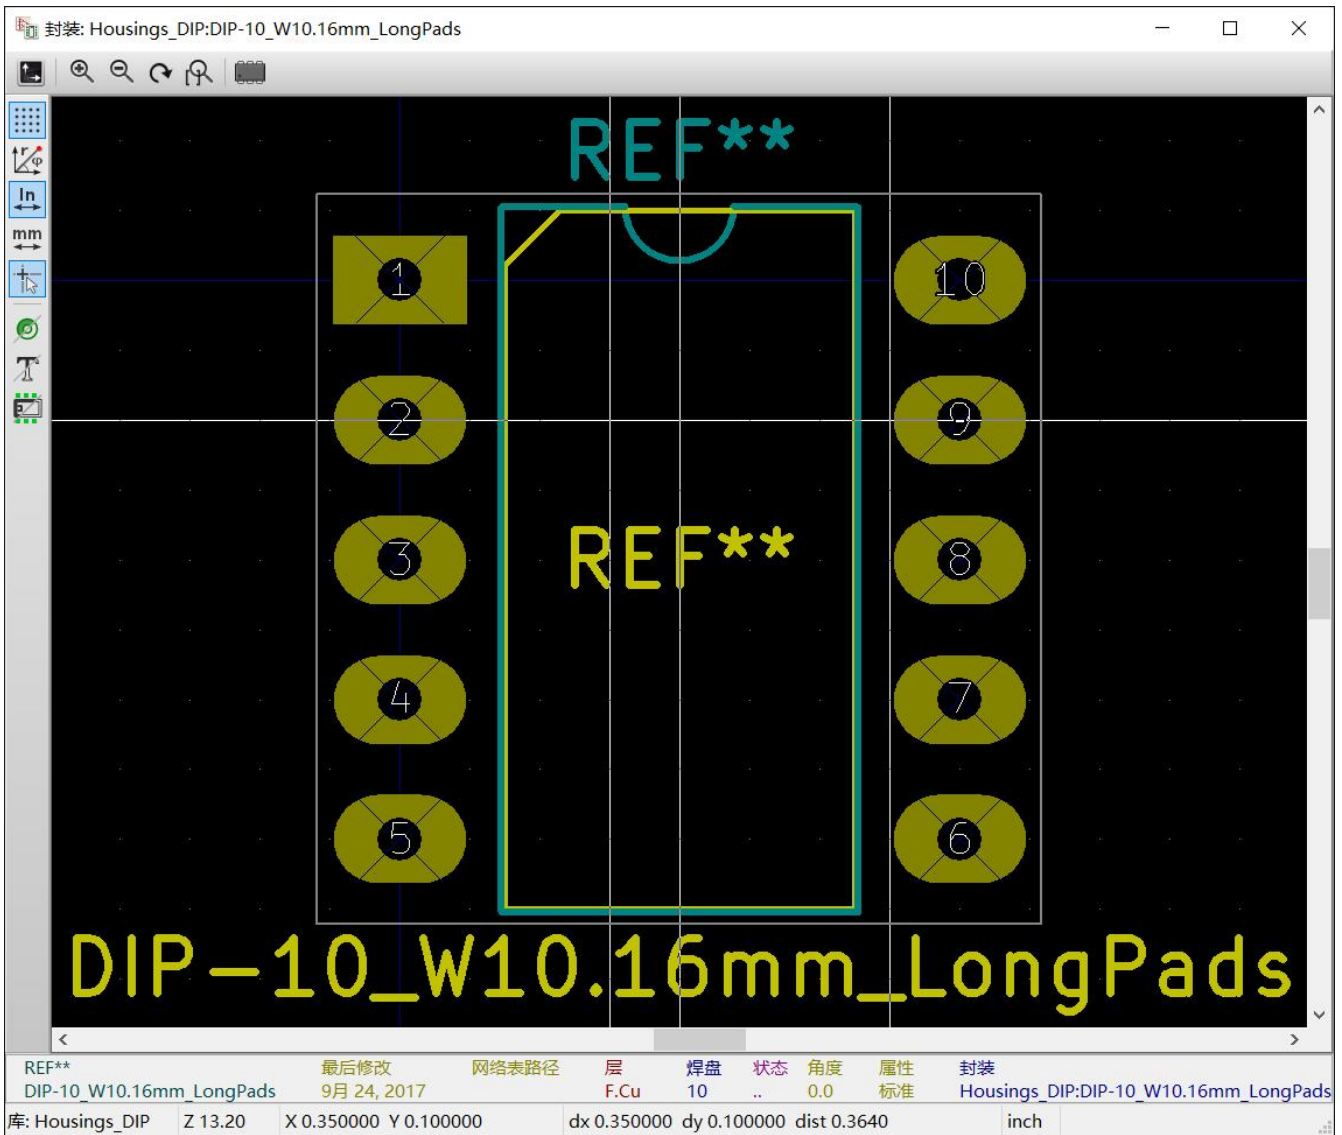 封装: Housings_DIP:DIP-10_W10.16mm_LongPads
In
mm
REF**
1
10
2
9
3
REF**
8
4
7
5
6
DIP-10_W10.16mm_LongPads
REF** 最后修改 网络表路径 层 焊盘 状态 角度 属性 封装
DIP-10_W10.16mm_LongPads 9月 24, 2017 F.Cu 10 .. 0.0 标准 Housings_DIP:DIP-10_W10.16mm_LongPads
库: Housings_DIP Z 13.20 X 0.350000 Y 0.100000 dx 0.350000 dy 0.100000 dist 0.3640 inch